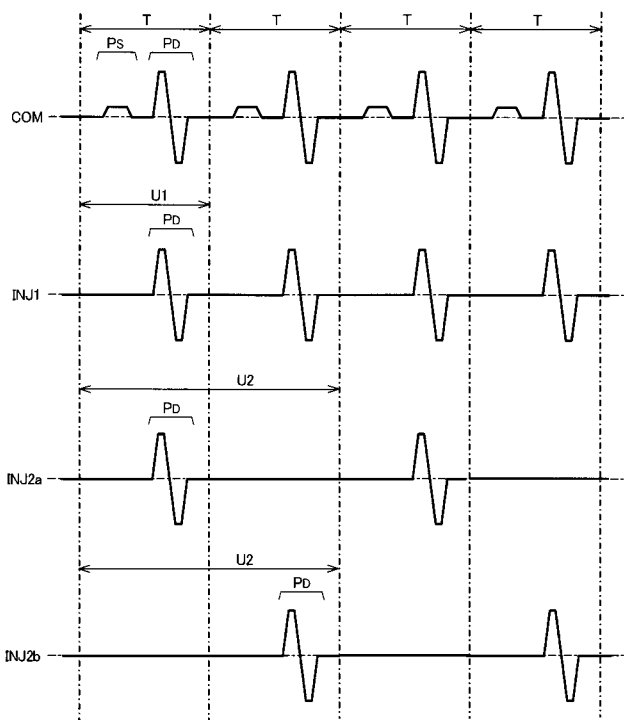 T T T T
PS PD
COM
U1
PD
INJ1
U2
PD
INJ2a
U2
PD
INJ2b